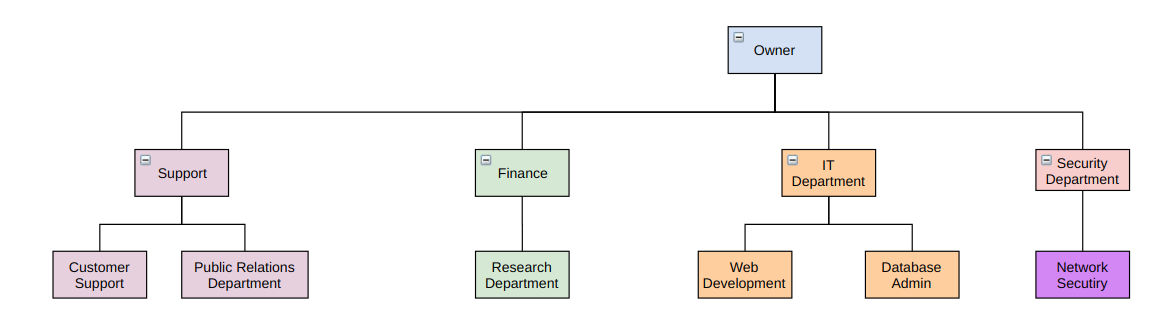 Owner
Support
Finance
IT
Department
Security
Department
Customer
Support
Public Relations
Department
Research
Department
Web
Development
Database
Admin
Network
Secutiry